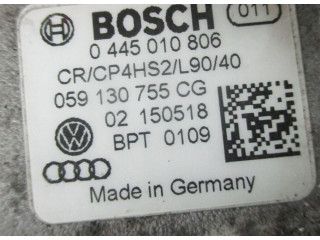 BOSCH
011
0 445 010 806
CR/CP4HS2/L90/40
059 130 755 CG
02 150518
BPT 0109
Made in Germany